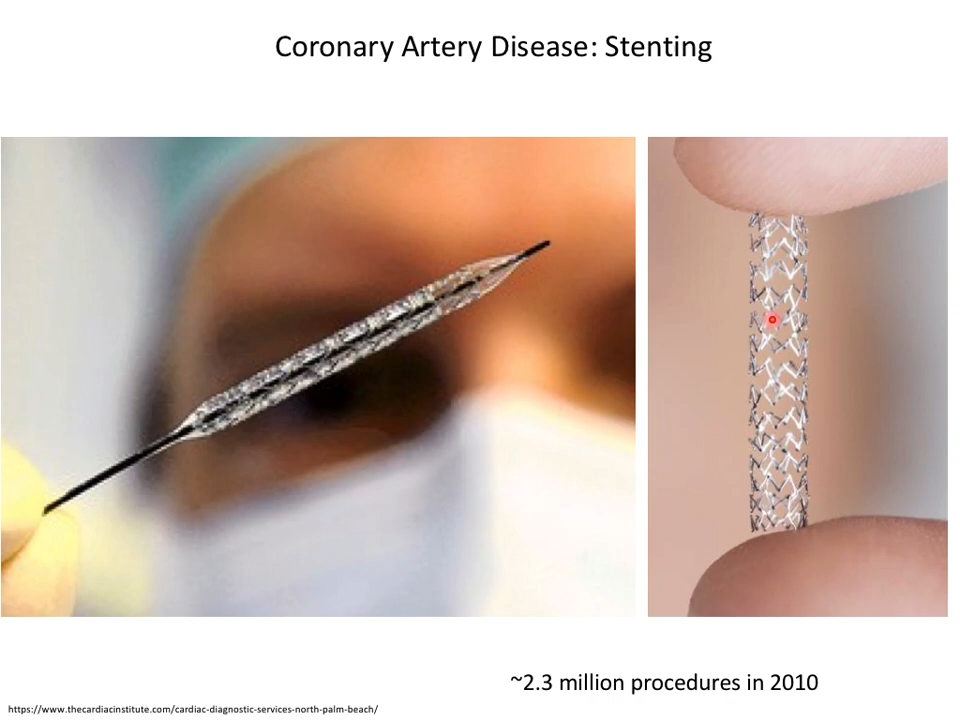 Coronary Artery Disease: Stenting
~2.3 million procedures in 2010
https://www.thecardiacinstitute.com/cardiac-diagnostic-services-north-palm-beach/